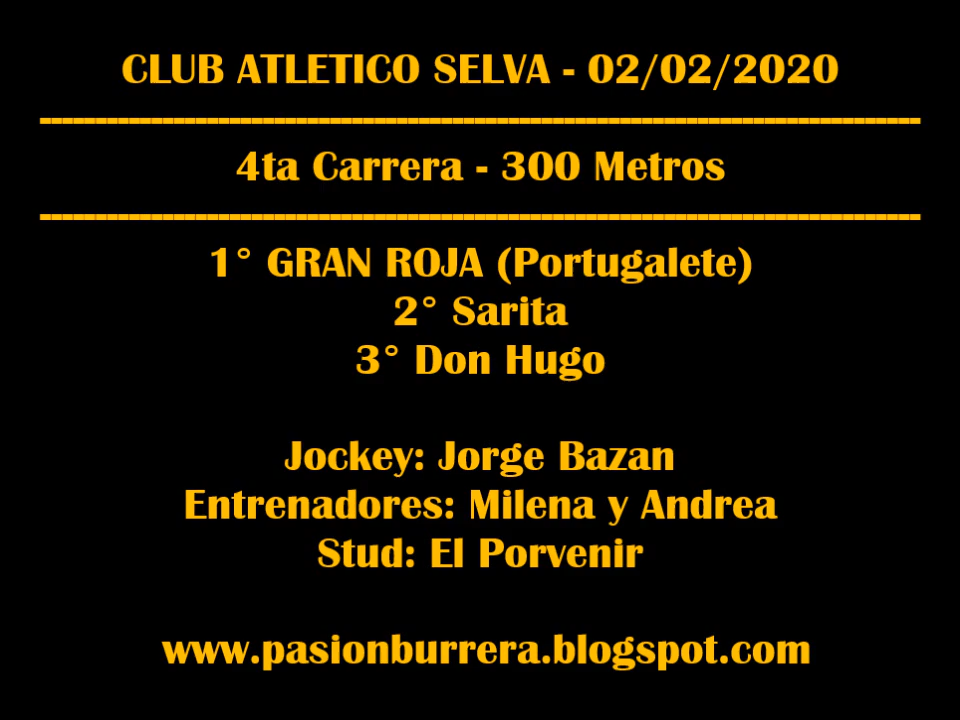 CLUB ATLETICO SELVA - 02/02/2020
--------------------------------------------------------------------------------
4ta Carrera - 300 Metros
--------------------------------------------------------------------------------
1° GRAN ROJA (Portugalete)
2° Sarita
3° Don Hugo
Jockey: Jorge Bazan
Entrenadores: Milena y Andrea
Stud: El Porvenir
www.pasionburrera.blogspot.com